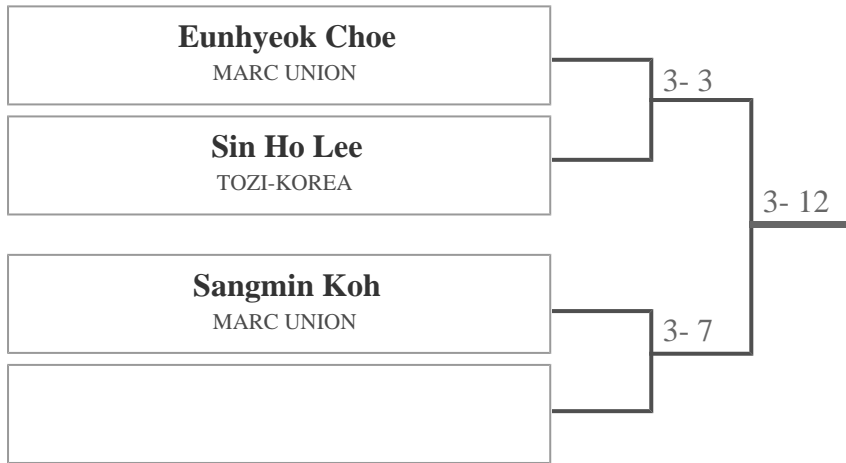 Eunhyeok Choe
MARC UNION
3- 3
Sin Ho Lee
TOZI-KOREA
3- 12
Sangmin Koh
MARC UNION
3- 7